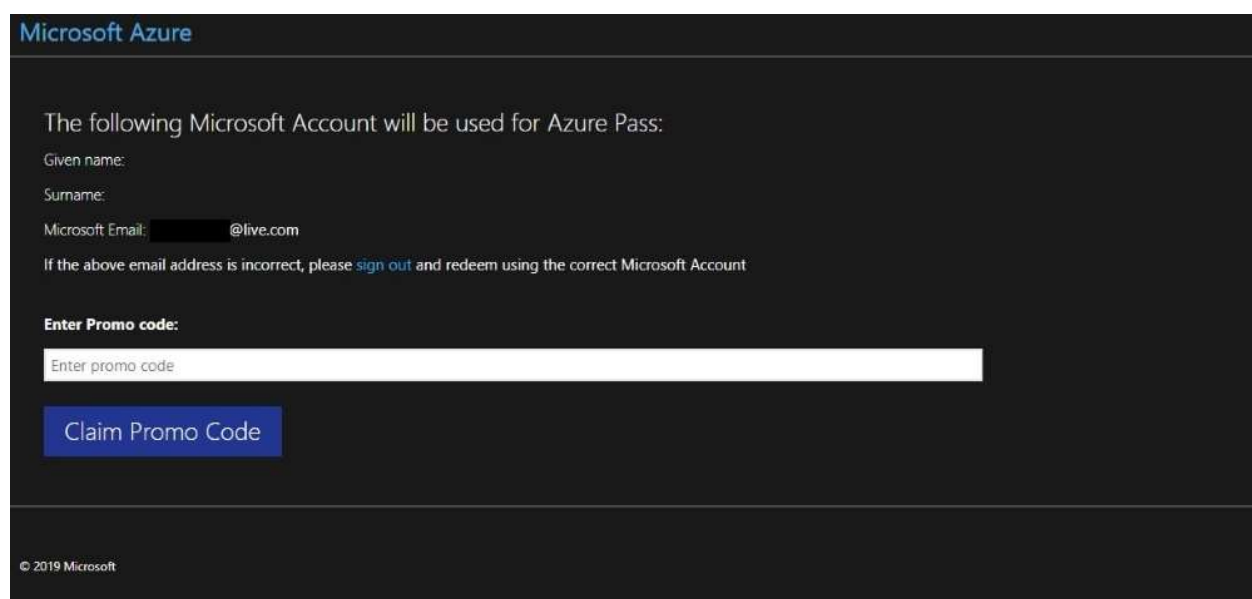 Microsoft Azure
The following Microsoft Account will be used for Azure Pass:
Given name:
Surname:
Microsoft Email: @live.com
If the above email address is incorrect, please sign out and redeem using the correct Microsoft Account
Enter Promo code:
Enter promo code
Claim Promo Code
© 2019 Microsoft